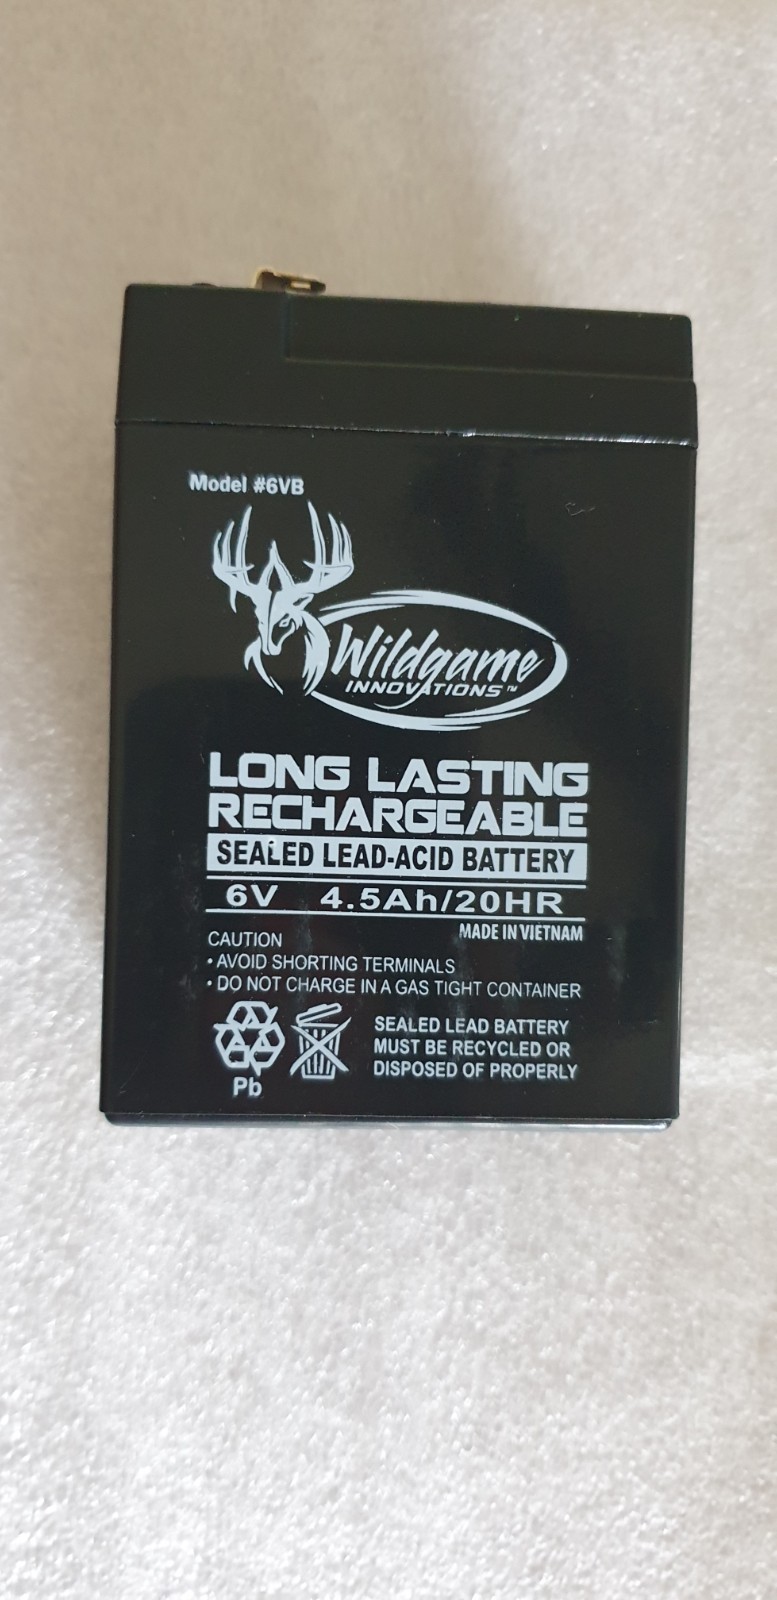 Model #6VB
Wildgame
INNOVATIONS™
LONG LASTING
RECHARGEABLE
SEALED LEAD-ACID BATTERY
6V 4.5Ah/20HR
MADE IN VIETNAM
CAUTION
• AVOID SHORTING TERMINALS
• DO NOT CHARGE IN A GAS TIGHT CONTAINER
SEALED LEAD BATTERY
MUST BE RECYCLED OR
DISPOSED OF PROPERLY
Pb